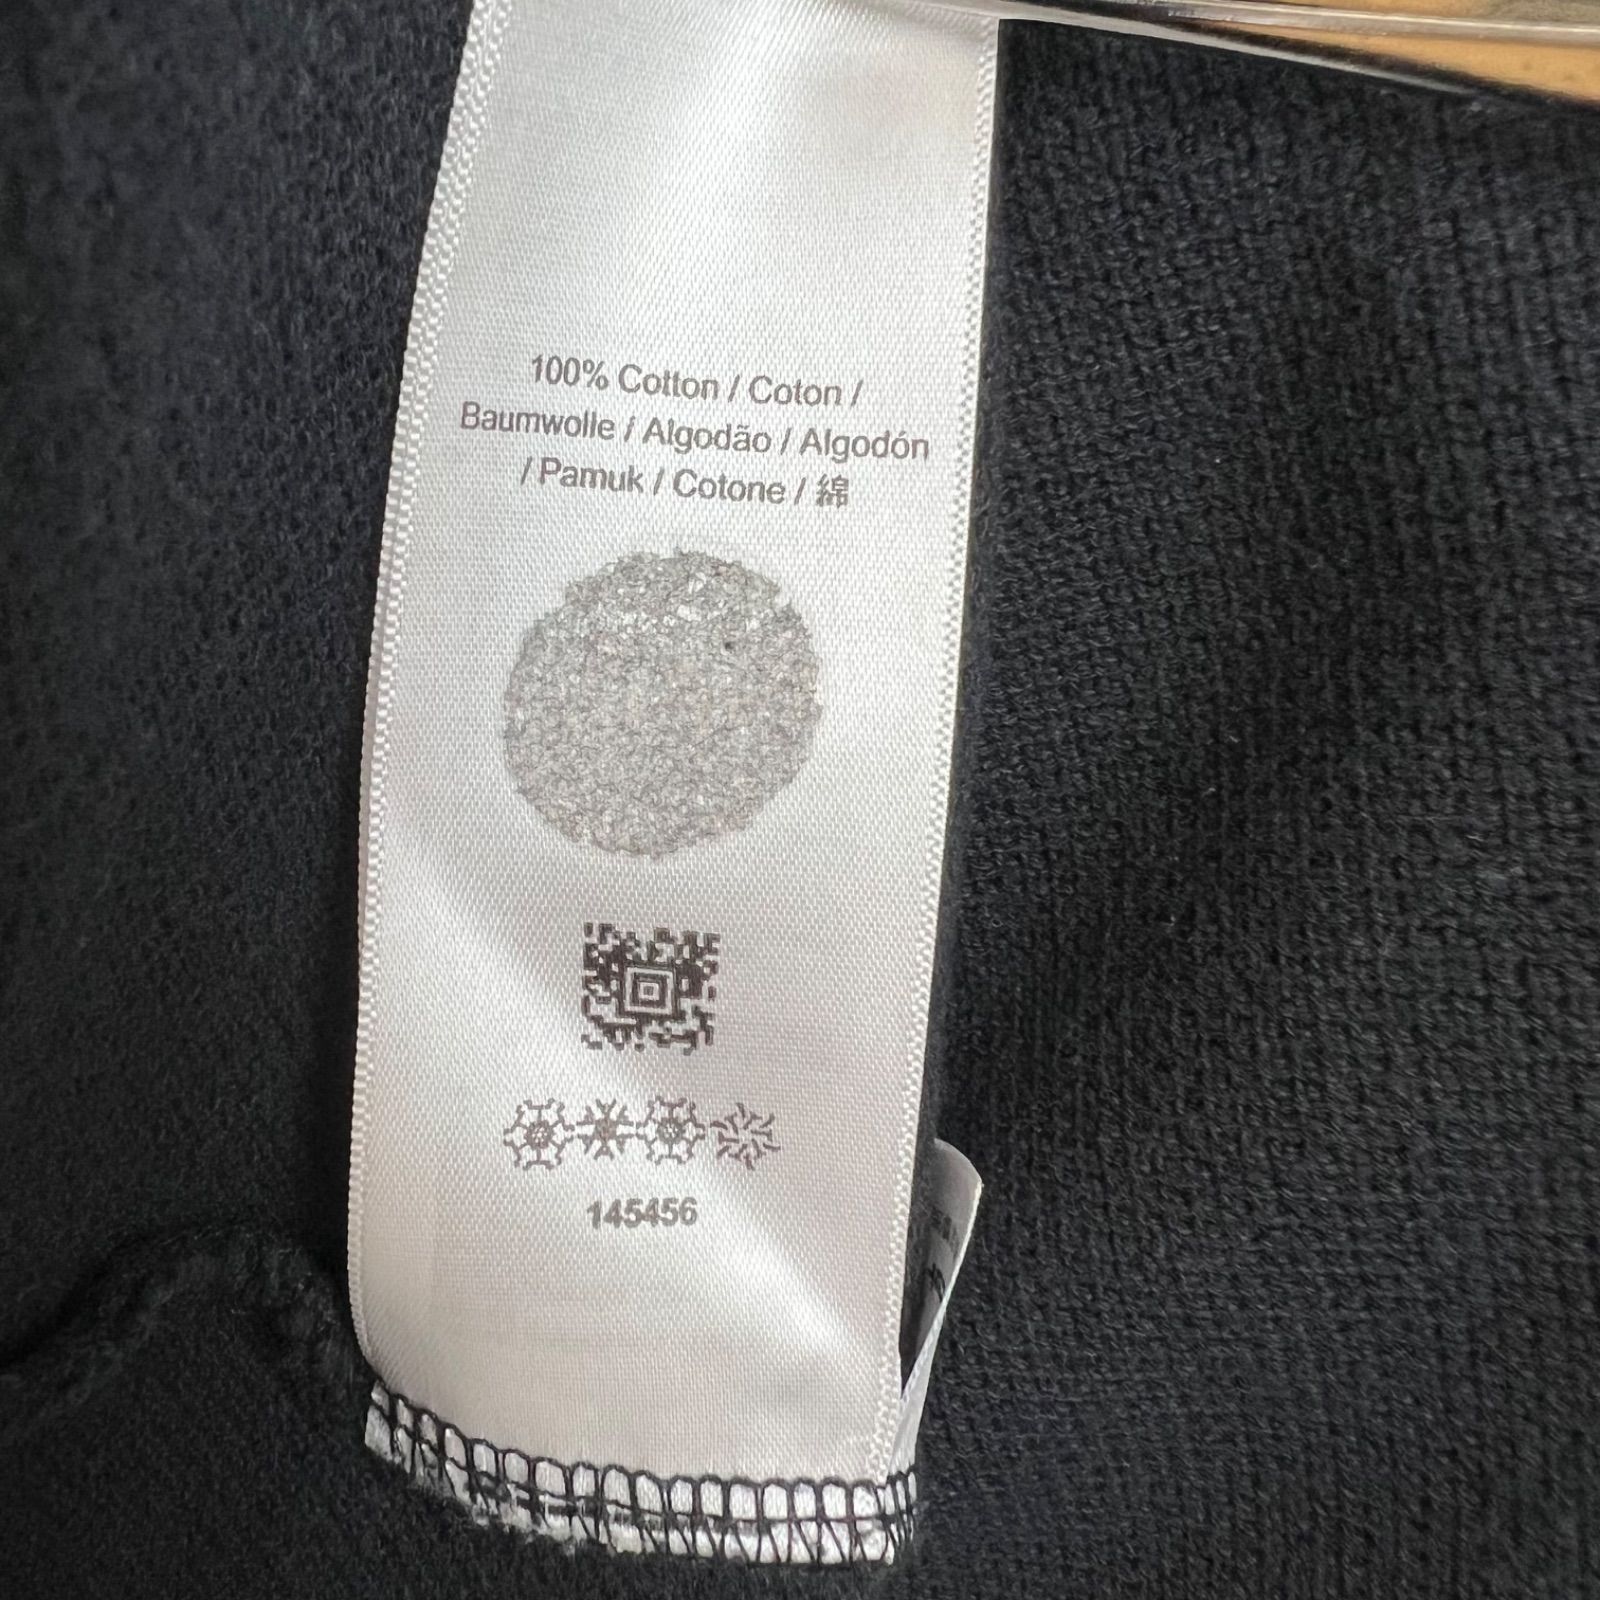 100% Cotton / Coton /
Baumwolle / Algodão / Algodón
/ Pamuk / Cotone / 綿
145456